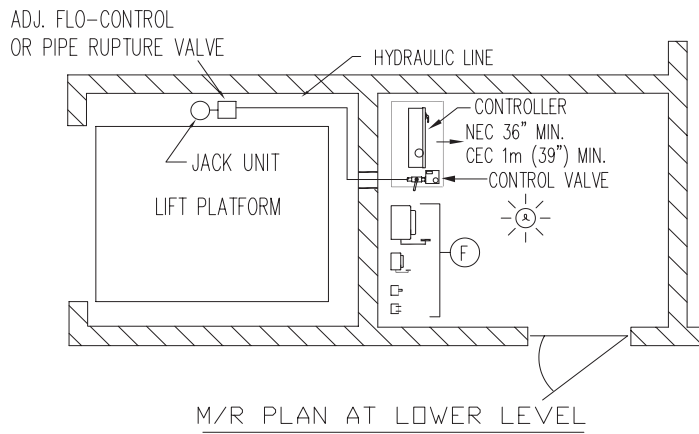 ADJ. FLO-CONTROL
OR PIPE RUPTURE VALVE
HYDRAULIC LINE
CONTROLLER
NEC 36" MIN.
CEC 1m (39") MIN.
CONTROL VALVE
JACK UNIT
LIFT PLATFORM
F
M/R PLAN AT LOWER LEVEL